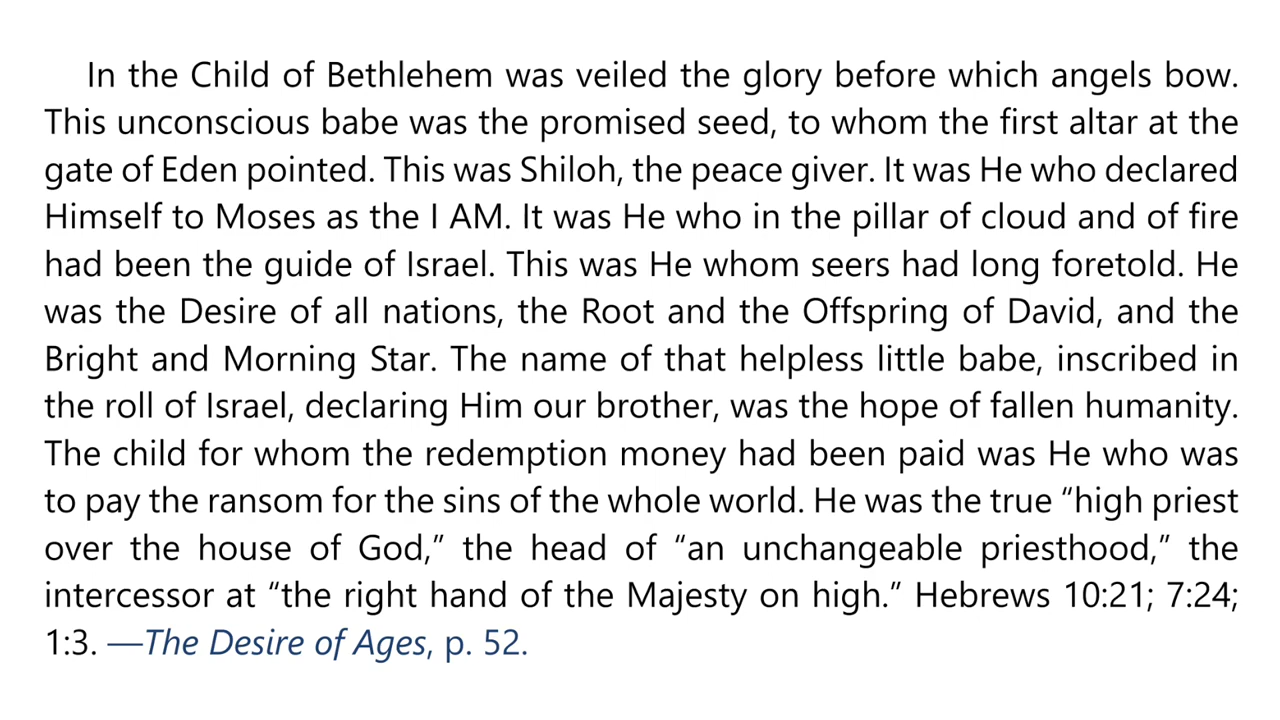 In the Child of Bethlehem was veiled the glory before which angels bow.
This unconscious babe was the promised seed, to whom the first altar at the
gate of Eden pointed. This was Shiloh, the peace giver. It was He who declared
Himself to Moses as the I AM. It was He who in the pillar of cloud and of fire
had been the guide of Israel. This was He whom seers had long foretold. He
was the Desire of all nations, the Root and the Offspring of David, and the
Bright and Morning Star. The name of that helpless little babe, inscribed in
the roll of Israel, declaring Him our brother, was the hope of fallen humanity.
The child for whom the redemption money had been paid was He who was
to pay the ransom for the sins of the whole world. He was the true “high priest
over the house of God,” the head of “an unchangeable priesthood,” the
intercessor at “the right hand of the Majesty on high.” Hebrews 10:21; 7:24;
1:3. —The Desire of Ages, p. 52.